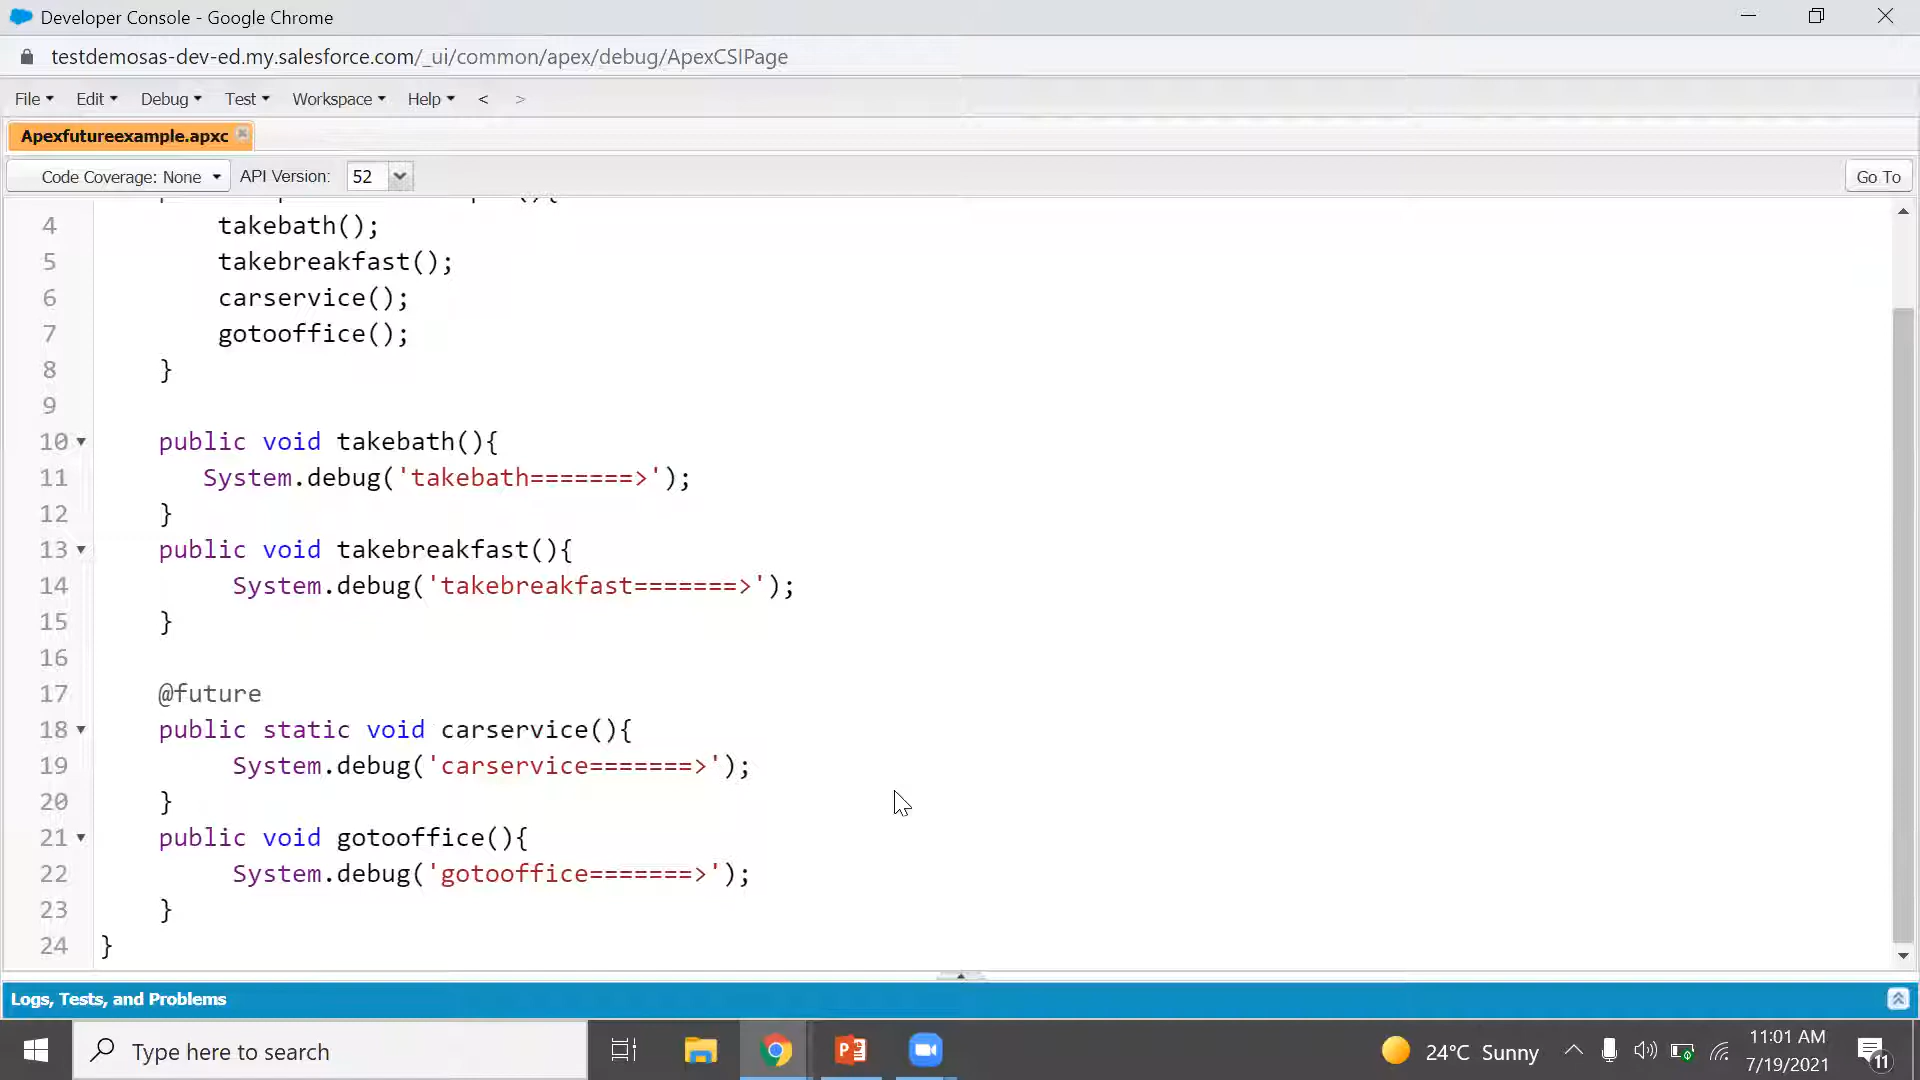 Developer Console - Google Chrome
testdemosas-dev-ed.my.salesforce.com/_ui/common/apex/debug/ApexCSIPage
File Edit Debug Test Workspace Help < >
Apexfutureexample.apxc
Code Coverage: None API Version: 52 Go To
4 takebath();
5 takebreakfast();
6 carservice();
7 gotooffice();
8 }
9
10 public void takebath(){
11 System.debug('takebath=======>');
12 }
13 public void takebreakfast(){
14 System.debug('takebreakfast=======>');
15 }
16
17 @future
18 public static void carservice(){
19 System.debug('carservice=======>');
20 }
21 public void gotooffice(){
22 System.debug('gotooffice=======>');
23 }
24 }
Logs, Tests, and Problems
Type here to search
24°C Sunny
11:01 AM
7/19/2021
11